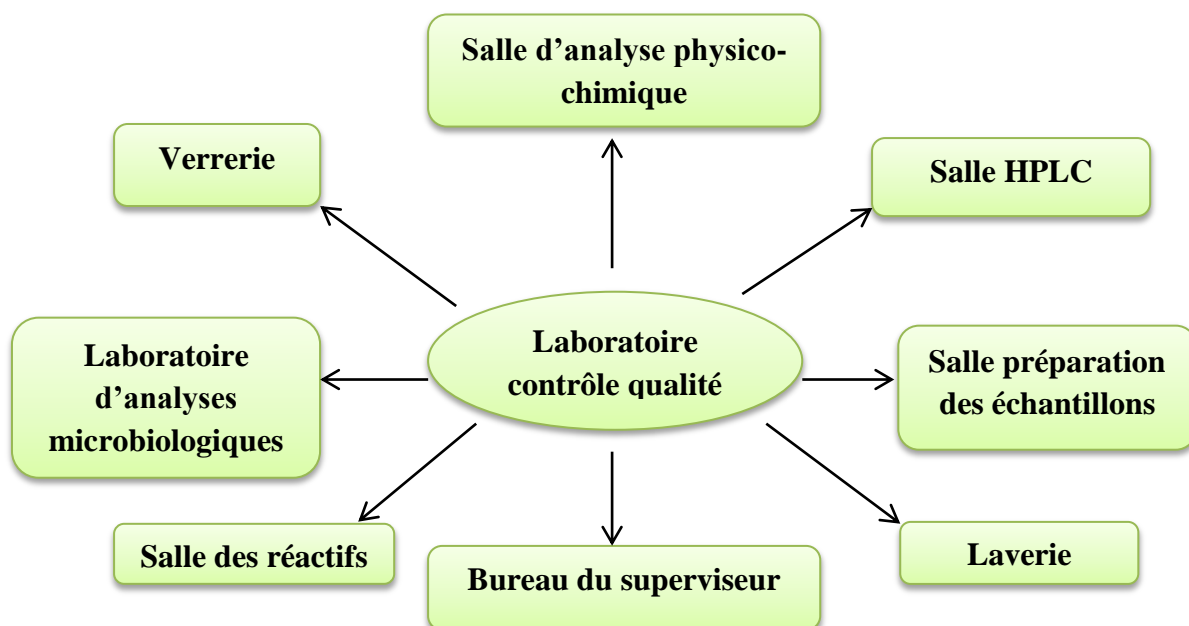 Salle d’analyse physico-
chimique
Verrerie
Salle HPLC
Laboratoire
contrôle qualité
Laboratoire
d’analyses
microbiologiques
Salle préparation
des échantillons
Salle des réactifs
Bureau du superviseur
Laverie